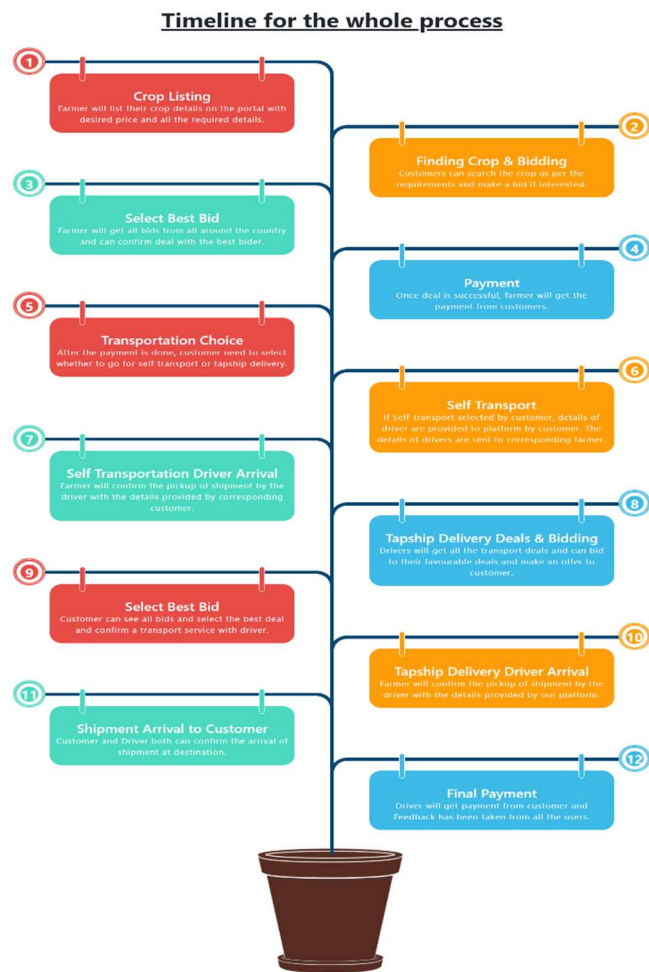 Timeline for the whole process
1
Crop Listing
Farmer will list their crop details on the portal with
desired price and all the required details.
2
Finding Crop & Bidding
Customers can search the crop as per the
requirements and make a bid if interested.
3
Select Best Bid
Farmer will get all bids from all around the country
and can confirm deal with the best bider.
4
Payment
Once deal is successful, farmer will get the
payment from customers.
5
Transportation Choice
After the payment is done, customer need to select
whether to go for self transport or tapship delivery.
6
Self Transport
If Self Transport selected by customer, details of
driver are provided to platform by customer. The
details of drivers are sent to corresponding farmer.
7
Self Transportation Driver Arrival
Farmer will confirm the pickup of shipment by the
driver with the details provided by corresponding
customer.
8
Tapship Delivery Deals & Bidding
Drivers will get all the transport deals and can bid
to their favourable deals and make an offer to
customer.
9
Select Best Bid
Customer can see all bids and select the best deal
and confirm a transport service with driver.
10
Tapship Delivery Driver Arrival
Farmer will confirm the pickup of shipment by the
driver with the details provided by our platform.
11
Shipment Arrival to Customer
Customer and Driver both can confirm the arrival of
shipment at destination.
12
Final Payment
Driver will get payment from customer and
Feedback has been taken from all the users.